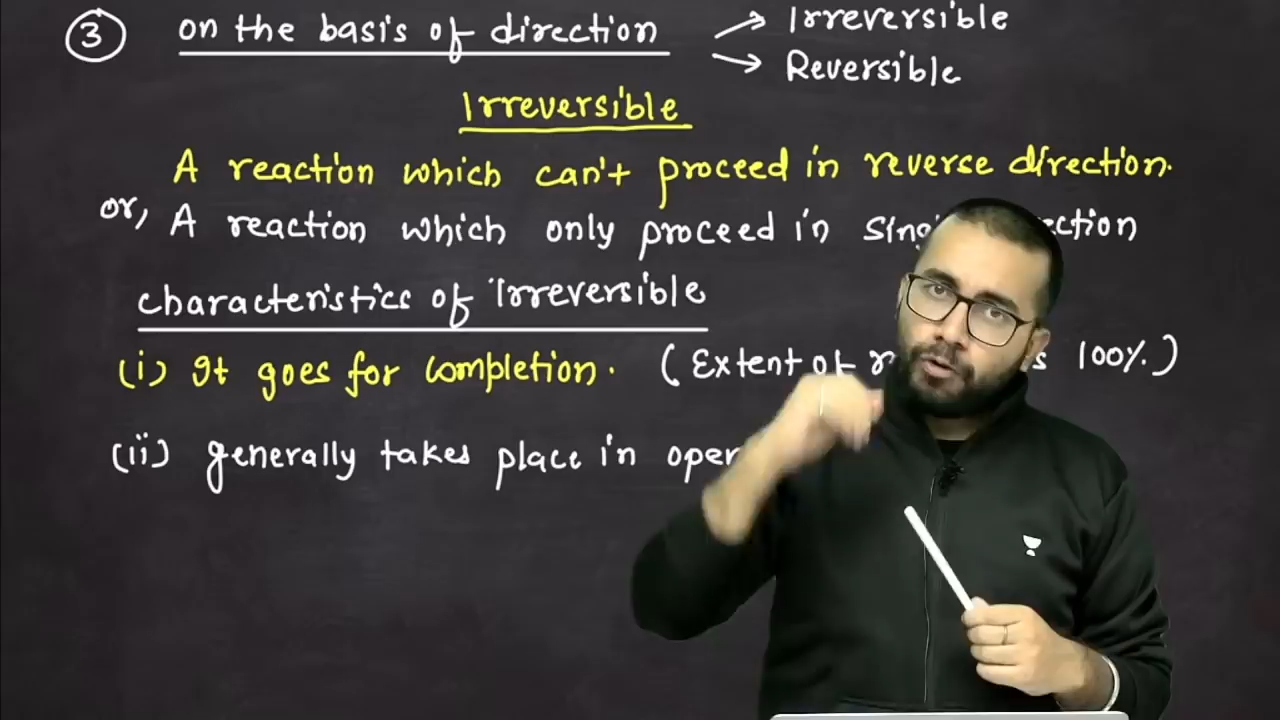 3 on the basis of direction → Irreversible
→ Reversible
Irreversible
A reaction which can't proceed in reverse direction.
or, A reaction which only proceed in
characteristics of Irreversible
(i) It goes for completion. (Extent of 100%.)
(ii) generally takes place in